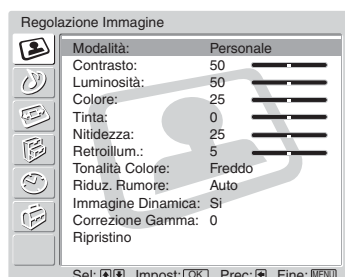 Regolazione Immagine
Modalità: Personale
Contrasto: 50
Luminosità: 50
Colore: 25
Tinta: 0
Nitidezza: 25
Retroillum.: 5
Tonalità Colore: Freddo
Riduz. Rumore: Auto
Immagine Dinamica: Si
Correzione Gamma: 0
Ripristino
Sel: Impost: OK Prec: Fine: MENU